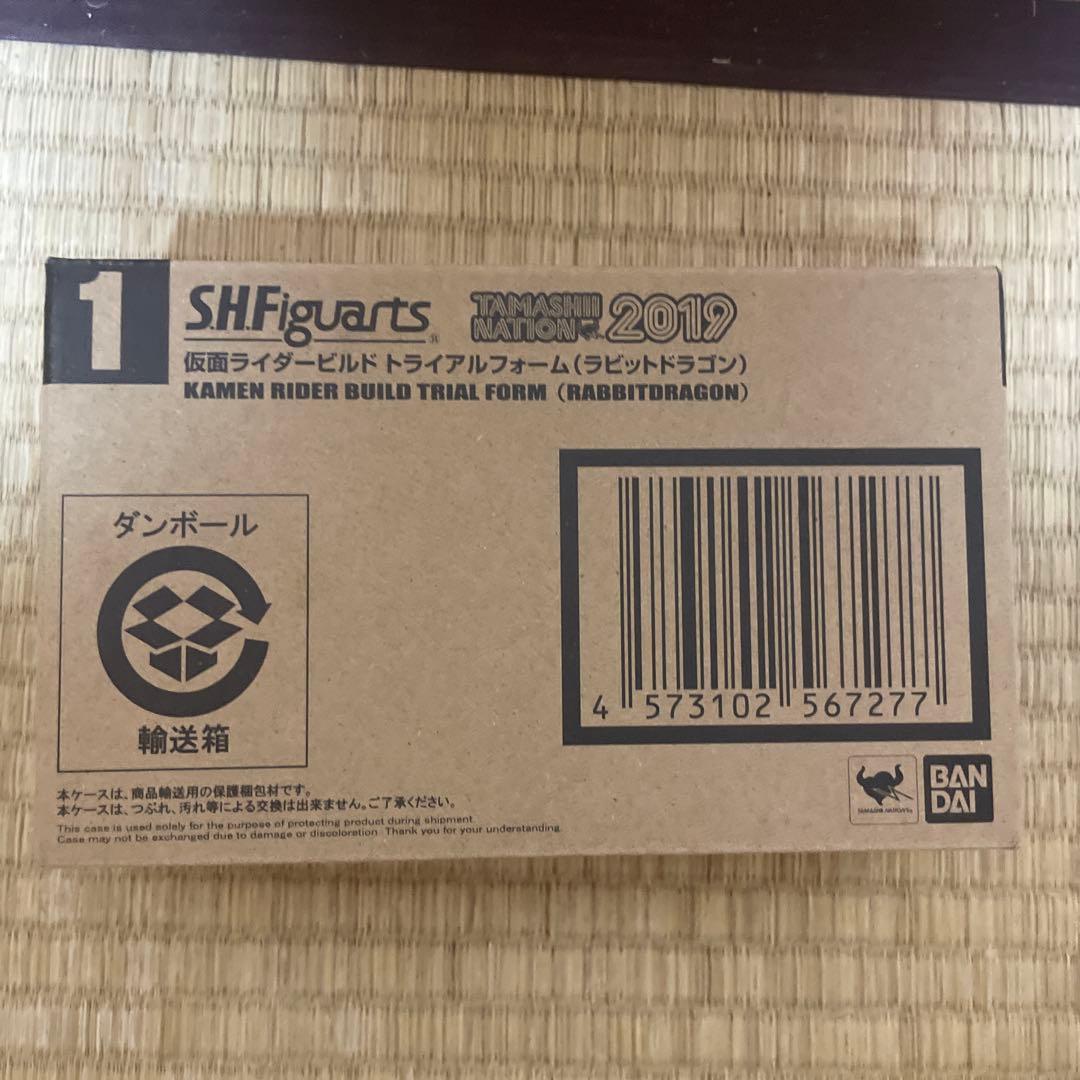 1
S.H.Figuarts ® TAMASHII NATION 2019
仮面ライダービルド トライアルフォーム(ラビットドラゴン)
KAMEN RIDER BUILD TRIAL FORM (RABBITDRAGON)
ダンボール
輸送箱
4 573102 567277
本ケースは、商品輸送用の保護梱包材です。
本ケースは、つぶれ、汚れ等による交換は出来ません。ご了承ください。
This case is used solely for the purpose of protecting product during shipment.
Case may not be exchanged due to damage or discoloration. Thank you for your understanding.
TAMASHII NATIONS
BAN
DAI